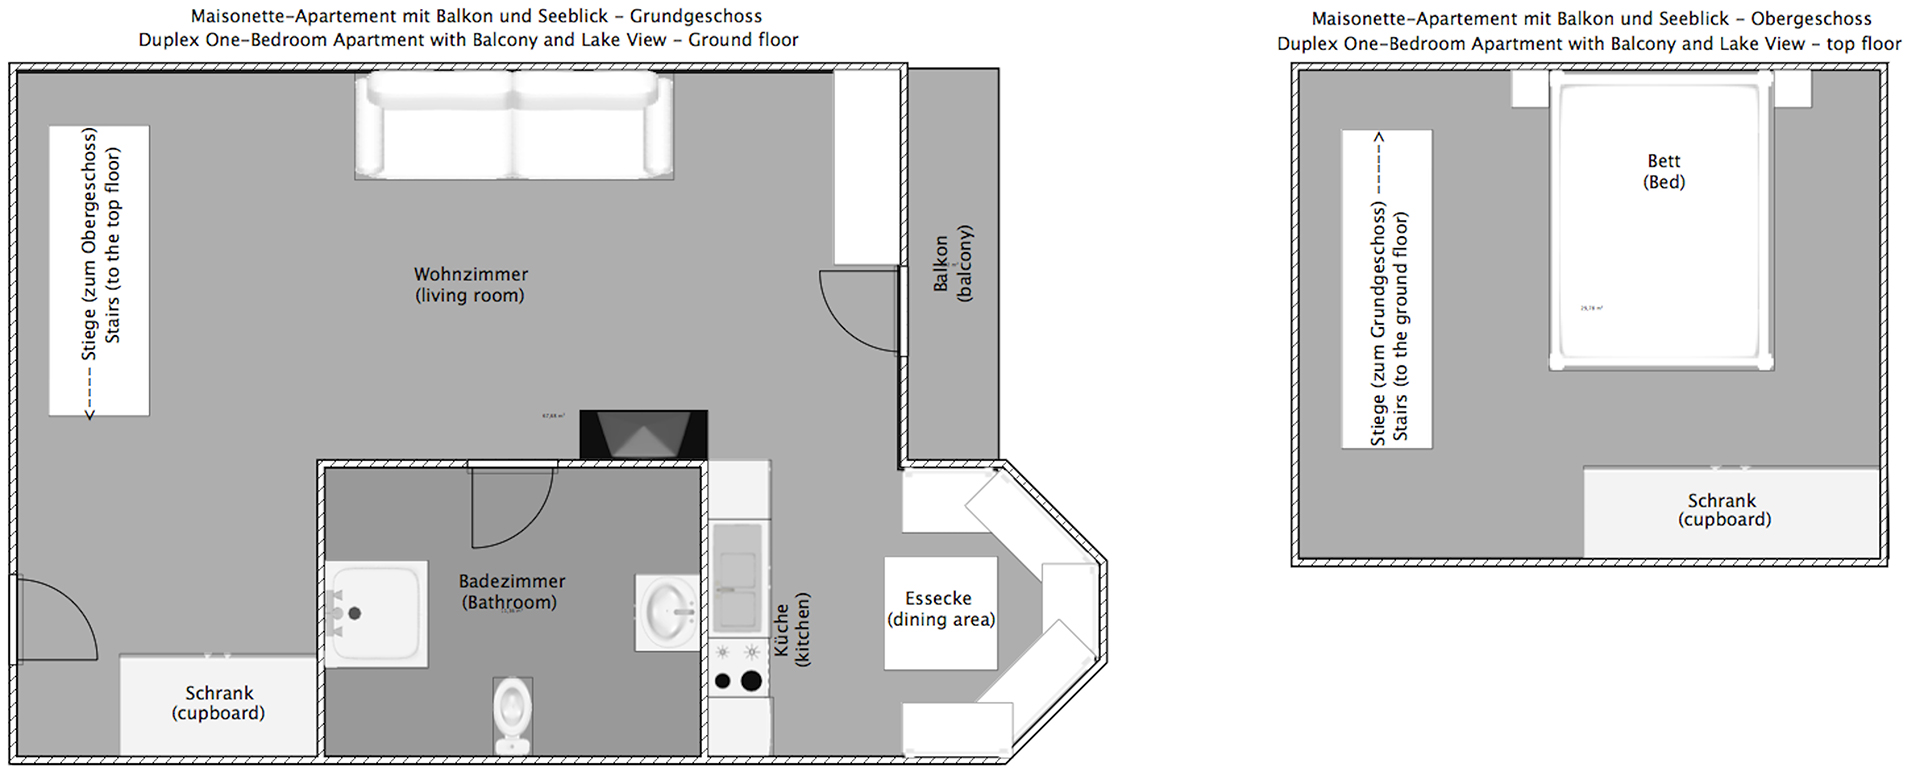 Maisonette-Apartement mit Balkon und Seeblick – Grundgeschoss
Duplex One-Bedroom Apartment with Balcony and Lake View – Ground floor
Maisonette-Apartement mit Balkon und Seeblick – Obergeschoss
Duplex One-Bedroom Apartment with Balcony and Lake View – top floor
<----- Stiege (zum Obergeschoss)
Stairs (to the top floor)
Wohnzimmer
(living room)
Balkon
(balcony)
Badezimmer
(Bathroom)
Küche
(kitchen)
Essecke
(dining area)
Schrank
(cupboard)
Stiege (zum Grundgeschoss) ----->
Stairs (to the ground floor)
Bett
(Bed)
Schrank
(cupboard)